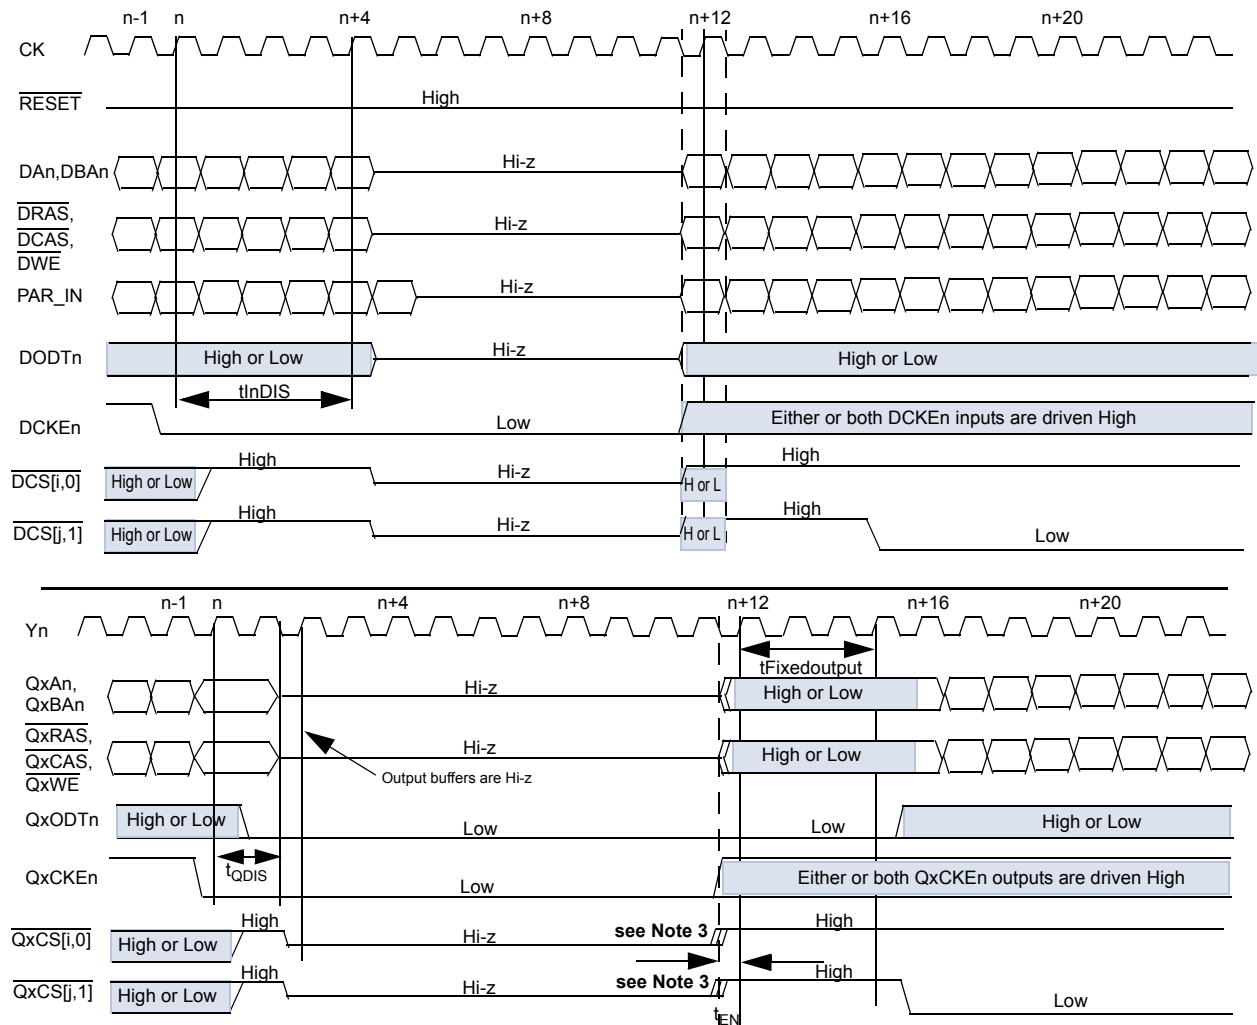 n-1 n n+4 n+8 n+12 n+16 n+20
CK
RESET High
DAn,DBAn Hi-z
DRAS,
DCAS,
DWE
Hi-z
PAR_IN Hi-z
DODTn High or Low Hi-z High or Low
tInDIS
DCKEn Low Either or both DCKEn inputs are driven High
DCS[i,0] High or Low High Hi-z H or L High
DCS[j,1] High or Low High Hi-z H or L High Low
n-1 n n+4 n+8 n+12 n+16 n+20
Yn
tFixedoutput
QxAn,
QxBAn
Hi-z High or Low
QxRAS,
QxCAS,
QxWE
Hi-z High or Low
Output buffers are Hi-z
QxODTn High or Low Low Low High or Low
tQDIS
QxCKEn Low Either or both QxCKEn outputs are driven High
QxCS[i,0] High or Low High Hi-z see Note 3 High
QxCS[j,1] High or Low High Hi-z see Note 3 High Low
tEN